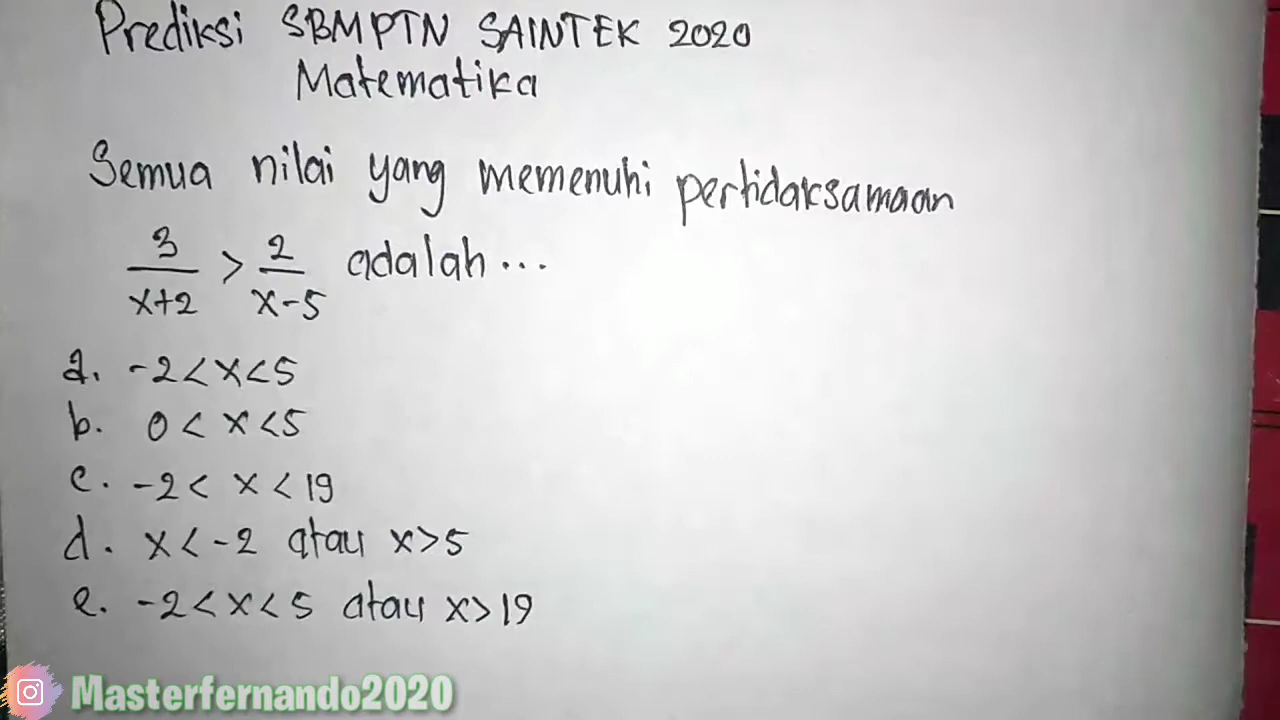 Prediksi SBMPTN SAINTEK 2020
Matematika
Semua nilai yang memenuhi pertidaksamaan
3/(x+2) > 2/(x-5) adalah...
a. -2<x<5
b. 0<x<5
c. -2<x<19
d. x<-2 atau x>5
e. -2<x<5 atau x>19
Masterfernando2020